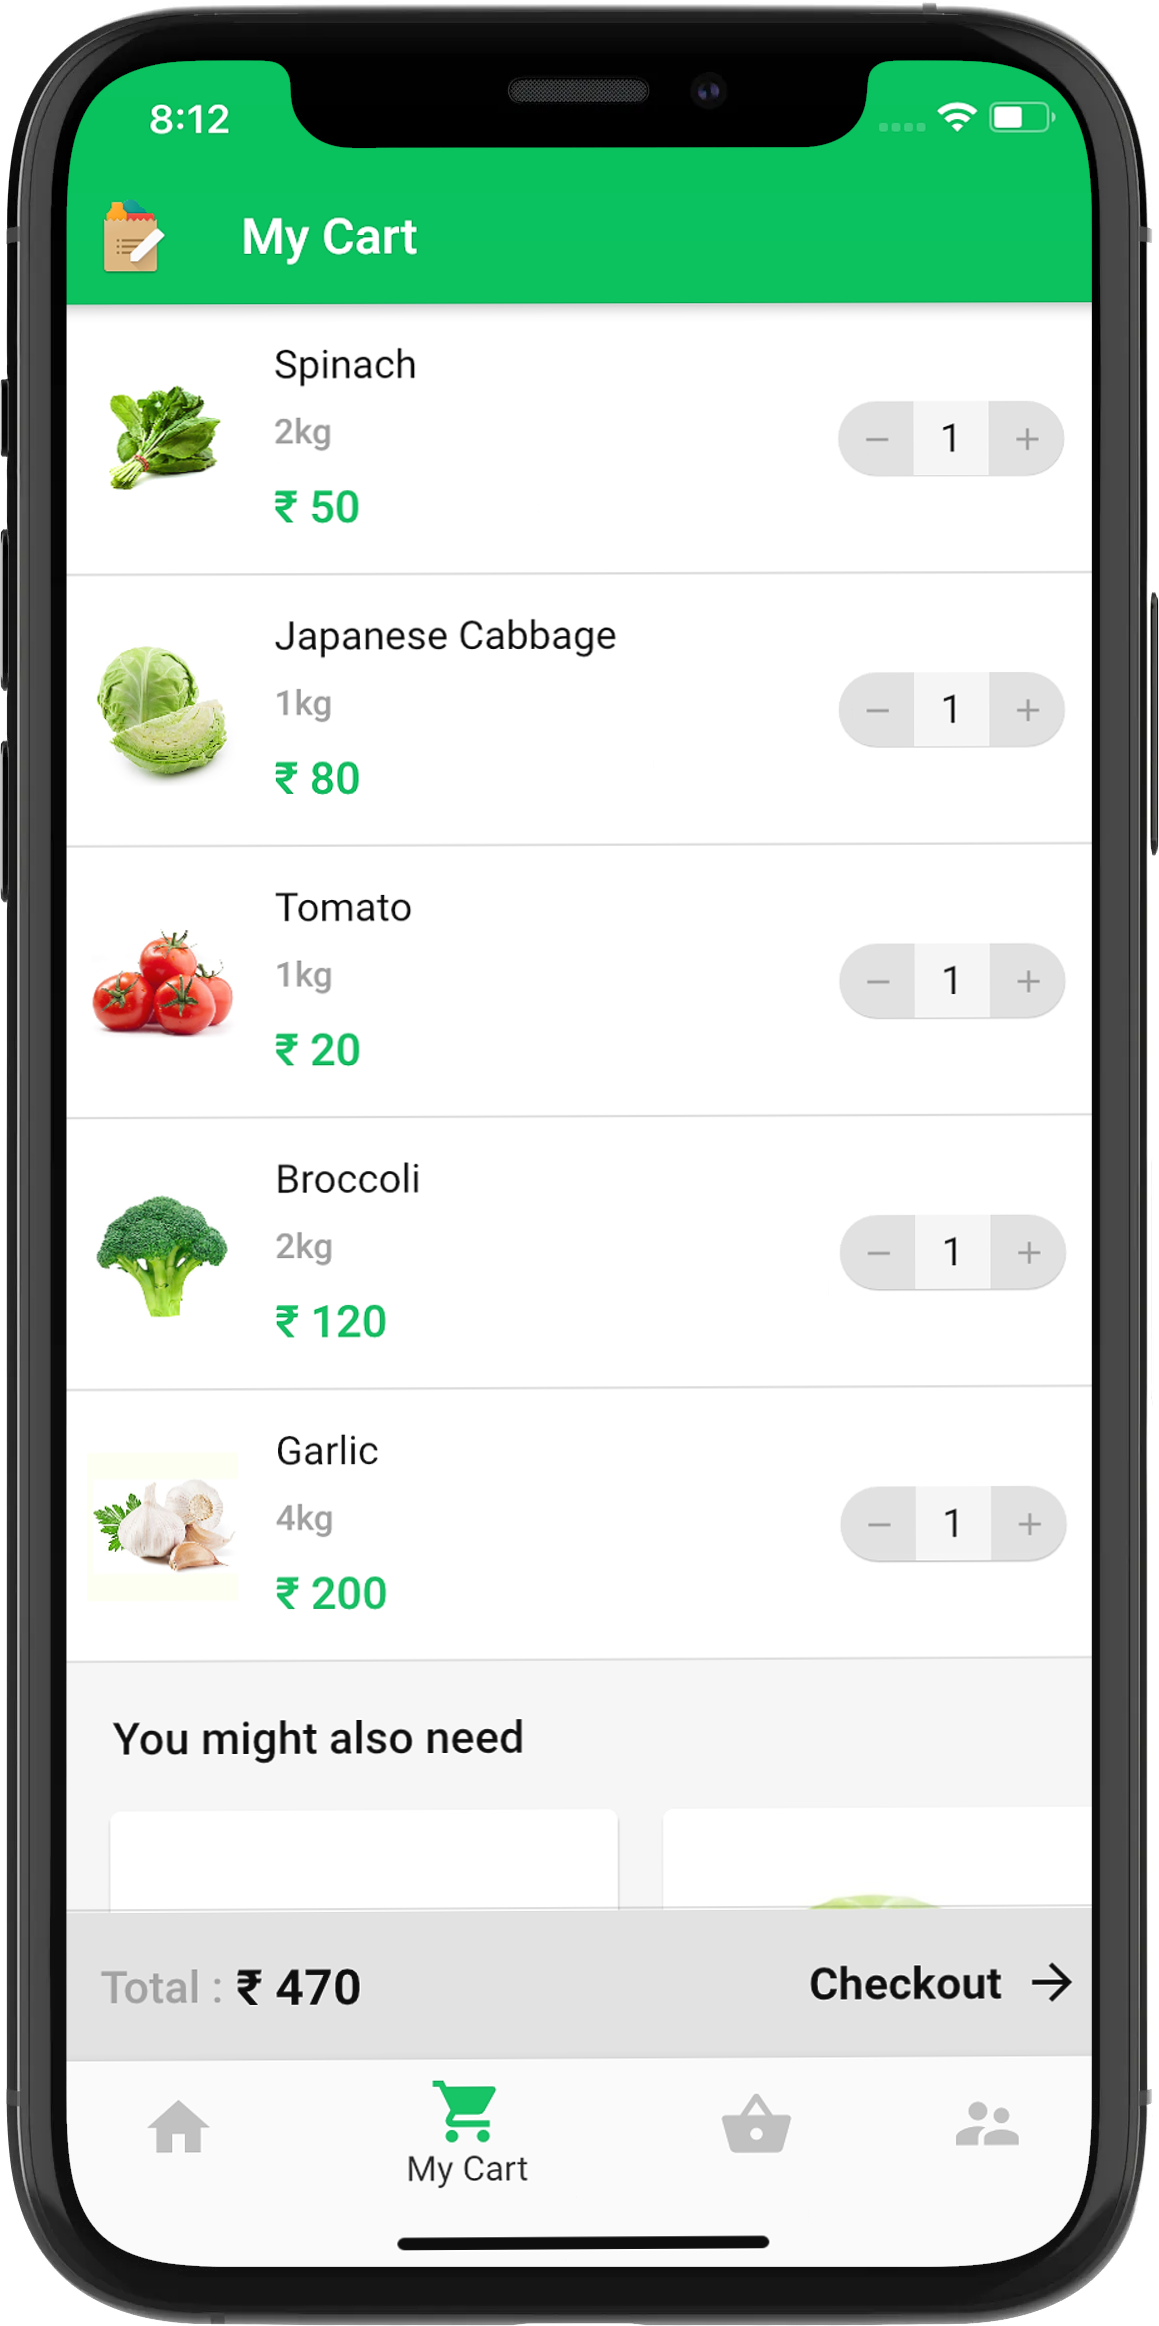 8:12
My Cart
Spinach
2kg
₹ 50
1
Japanese Cabbage
1kg
₹ 80
1
Tomato
1kg
₹ 20
1
Broccoli
2kg
₹ 120
1
Garlic
4kg
₹ 200
1
You might also need
Total : ₹ 470
Checkout →
My Cart